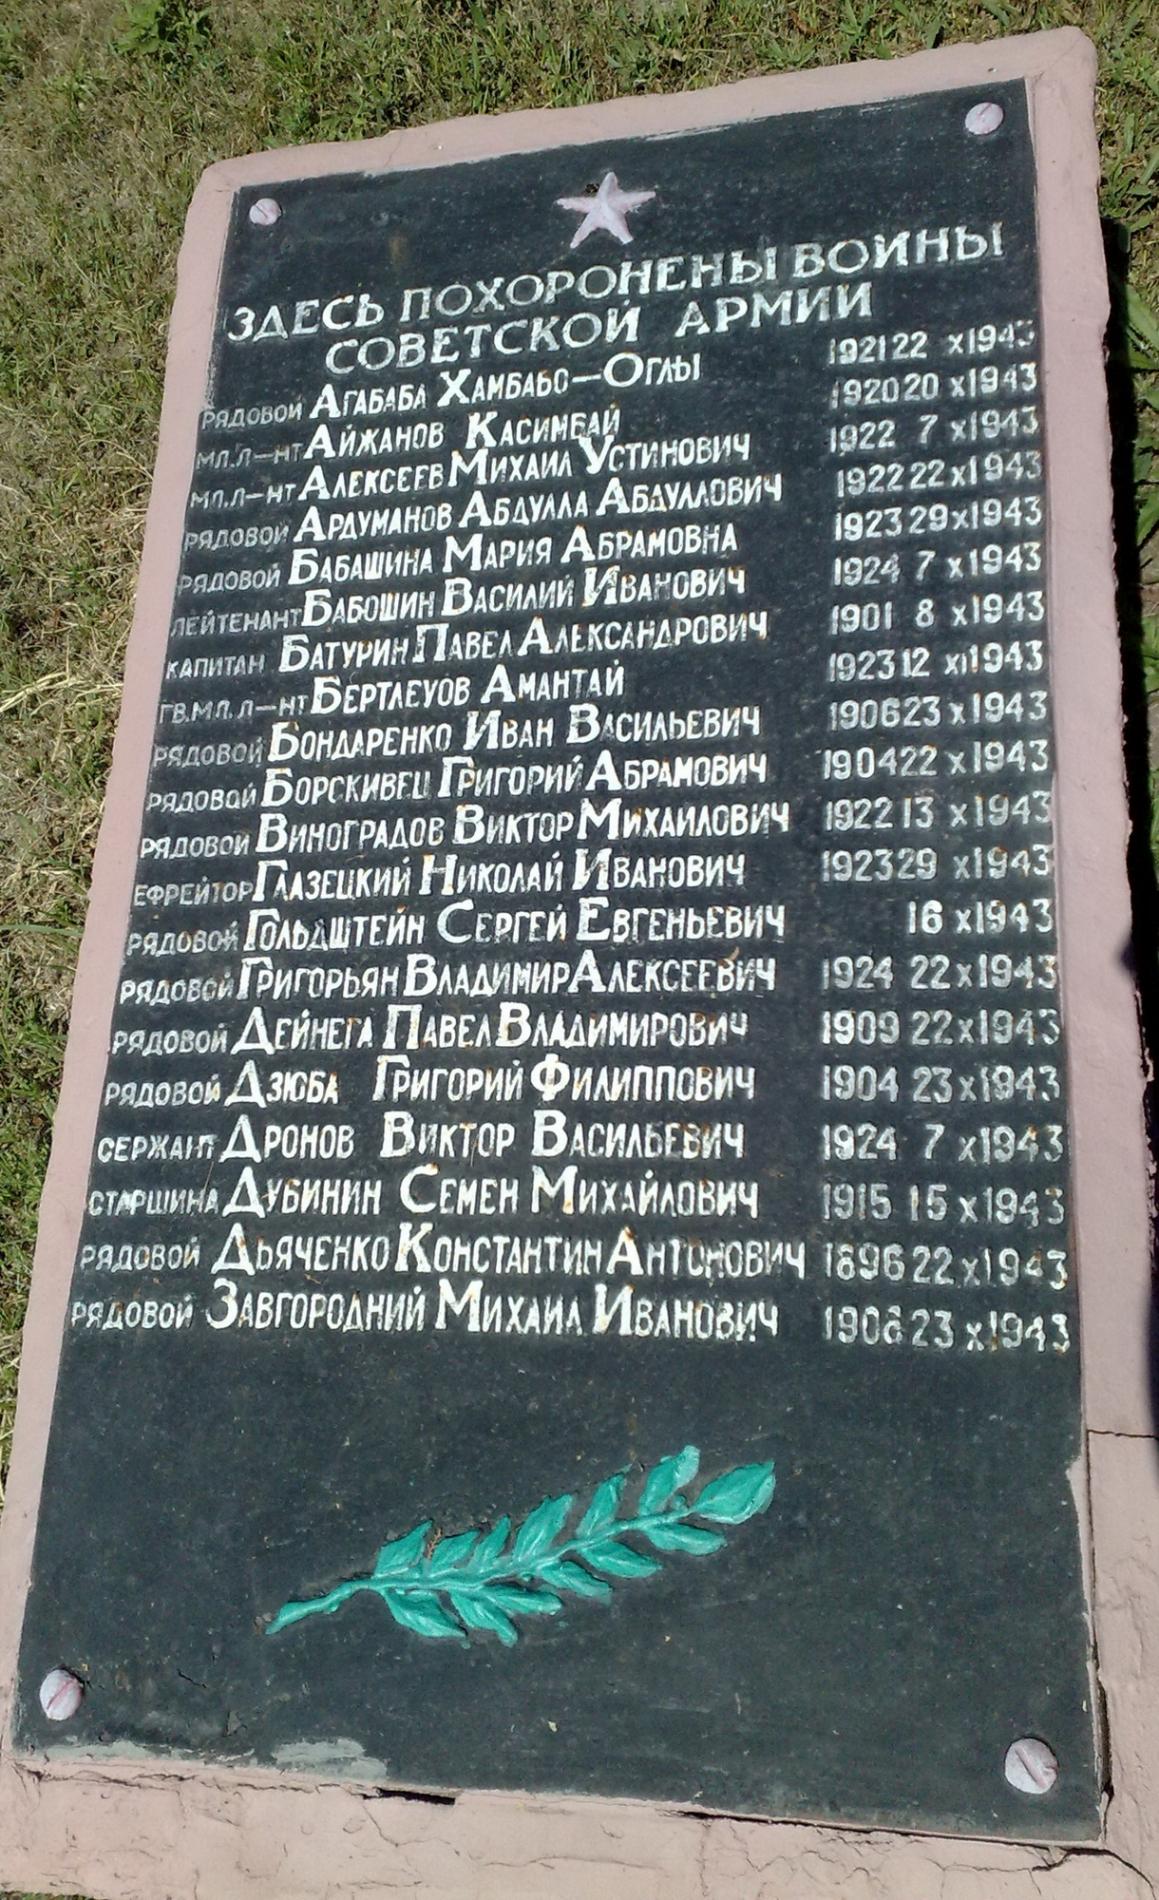 ЗДЕСЬ ПОХОРОНЕНЫ ВОИНЫ
СОВЕТСКОЙ АРМИИ
РЯДОВОЙ АГАБАБА ХАМБАБО-ОГЛЫ 1921 22 X 1943
МЛ.Л-НТ АЙЖАНОВ КАСИМБАЙ 1920 20 X 1943
МЛ.Л-НТ АЛЕКСЕЕВ МИХАИЛ УСТИНОВИЧ 1922 7 X 1943
РЯДОВОЙ АРДУМАНОВ АБДУЛЛА АБДУЛЛОВИЧ 1922 22 X 1943
РЯДОВОЙ БАБАШИНА МАРИЯ АБРАМОВНА 1923 29 X 1943
ЛЕЙТЕНАНТ БАБОШИН ВАСИЛИЙ ИВАНОВИЧ 1924 7 X 1943
КАПИТАН БАТУРИН ПАВЕЛ АЛЕКСАНДРОВИЧ 1901 8 X 1943
ГВ.МЛ.Л-НТ БЕРТЛЕУОВ АМАНТАЙ 1923 12 XI 1943
РЯДОВОЙ БОНДАРЕНКО ИВАН ВАСИЛЬЕВИЧ 1906 23 X 1943
РЯДОВОЙ БОРСКИВЕЦ ГРИГОРИЙ АБРАМОВИЧ 1904 22 X 1943
РЯДОВОЙ ВИНОГРАДОВ ВИКТОР МИХАИЛОВИЧ 1922 13 X 1943
ЕФРЕЙТОР ГЛАЗЕЦКИЙ НИКОЛАЙ ИВАНОВИЧ 1923 29 X 1943
РЯДОВОЙ ГОЛЬДШТЕЙН СЕРГЕЙ ЕВГЕНЬЕВИЧ 16 X 1943
РЯДОВОЙ ГРИГОРЬЯН ВЛАДИМИР АЛЕКСЕЕВИЧ 1924 22 X 1943
РЯДОВОЙ ДЕЙНЕГА ПАВЕЛ ВЛАДИМИРОВИЧ 1909 22 X 1943
РЯДОВОЙ ДЗЮБА ГРИГОРИЙ ФИЛИППОВИЧ 1904 23 X 1943
СЕРЖАНТ ДРОНОВ ВИКТОР ВАСИЛЬЕВИЧ 1924 7 X 1943
СТАРШИНА ДУБИНИН СЕМЕН МИХАЙЛОВИЧ 1915 15 X 1943
РЯДОВОЙ ДЬЯЧЕНКО КОНСТАНТИН АНТОНОВИЧ 1896 22 X 1943
РЯДОВОЙ ЗАВГОРОДНИЙ МИХАИЛ ИВАНОВИЧ 23 X 1943